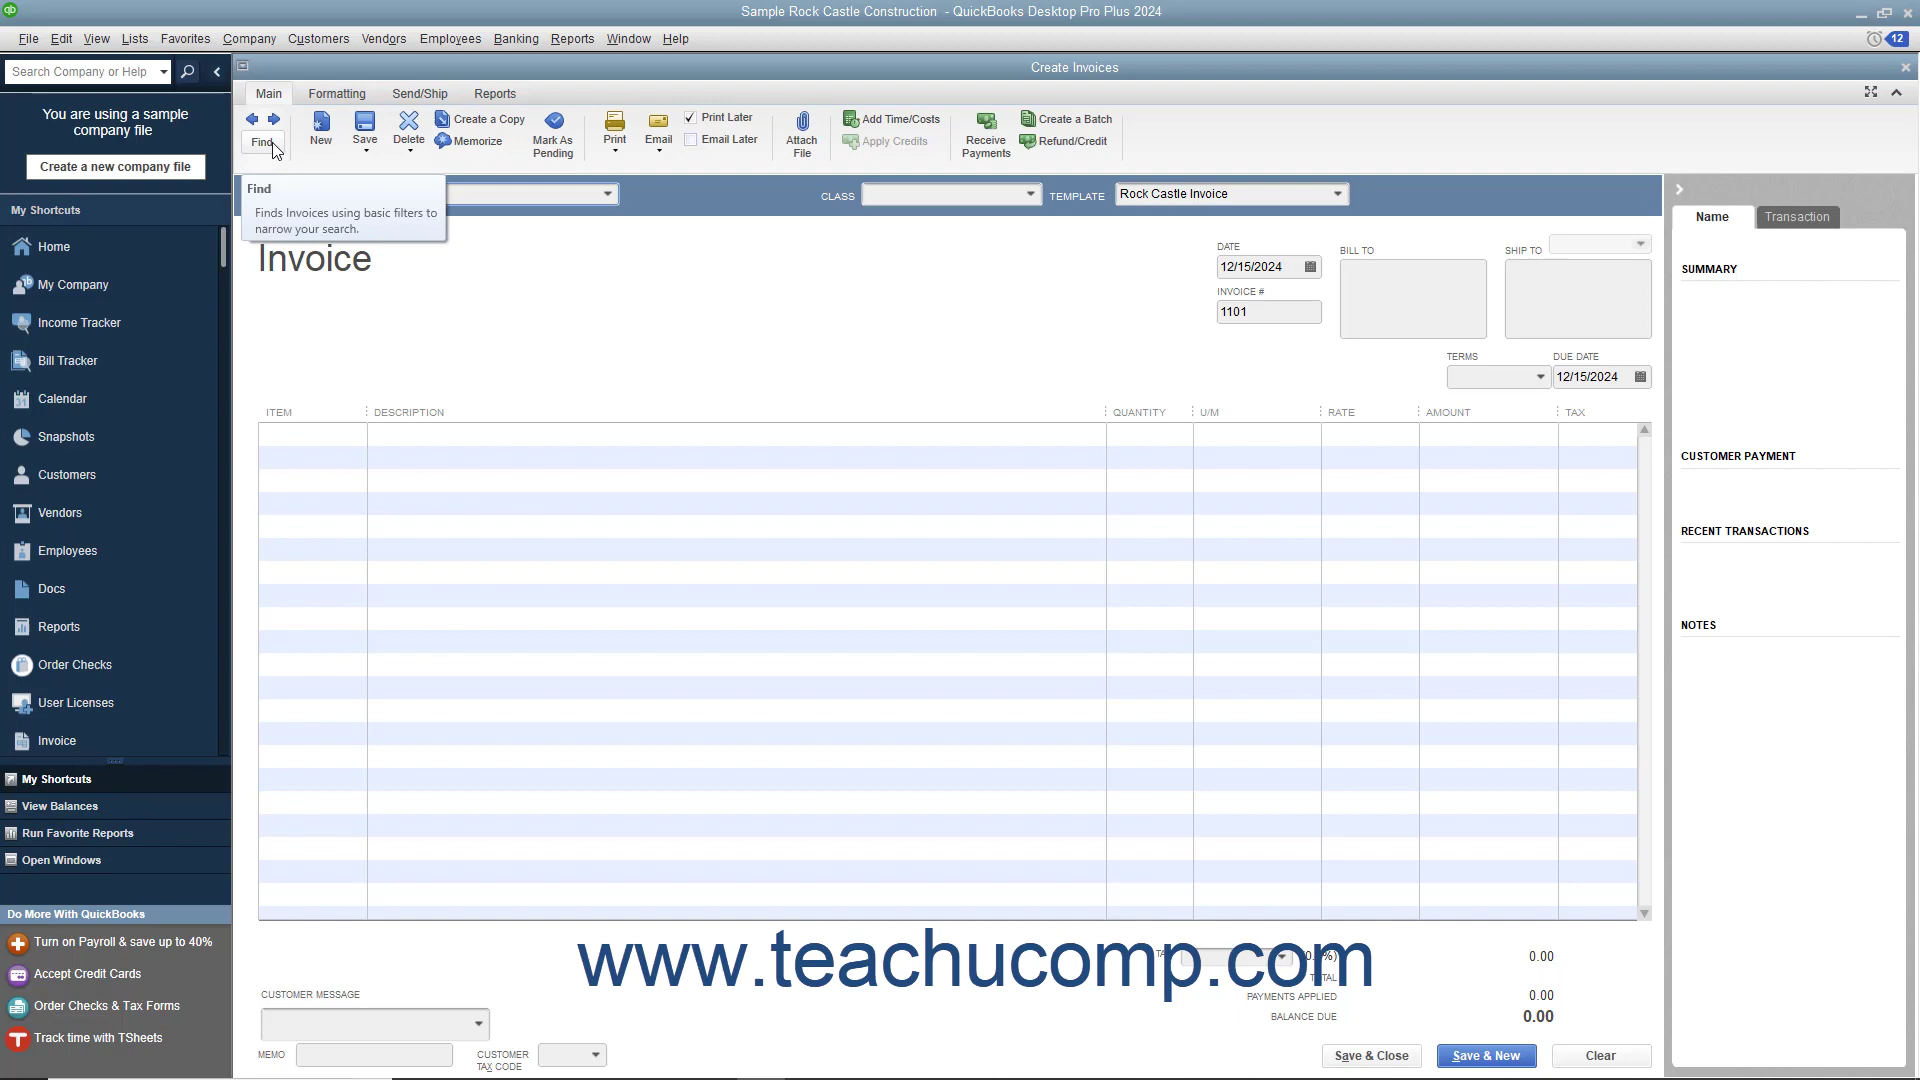 Sample Rock Castle Construction - QuickBooks Desktop Pro Plus 2024
File Edit View Lists Favorites Company Customers Vendors Employees Banking Reports Window Help
12
Search Company or Help
Create Invoices
You are using a sample
company file
Create a new company file
My Shortcuts
Home
My Company
Income Tracker
Bill Tracker
Calendar
Snapshots
Customers
Vendors
Employees
Docs
Reports
Order Checks
User Licenses
Invoice
My Shortcuts
View Balances
Run Favorite Reports
Open Windows
Do More With QuickBooks
Turn on Payroll & save up to 40%
Accept Credit Cards
Order Checks & Tax Forms
Track time with TSheets
Main Formatting Send/Ship Reports
Find
New
Save
Delete
Create a Copy
Memorize
Mark As
Pending
Print
Email
Print Later
Email Later
Attach
File
Add Time/Costs
Apply Credits
Receive
Payments
Create a Batch
Refund/Credit
Find
Finds Invoices using basic filters to
narrow your search.
CLASS
TEMPLATE Rock Castle Invoice
Invoice
DATE
12/15/2024
INVOICE #
1101
BILL TO
SHIP TO
TERMS
DUE DATE
12/15/2024
ITEM DESCRIPTION QUANTITY U/M RATE AMOUNT TAX
www.teachucomp.com
0.00
TOTAL
PAYMENTS APPLIED 0.00
BALANCE DUE 0.00
CUSTOMER MESSAGE
MEMO
CUSTOMER
TAX CODE
Save & Close Save & New Clear
Name Transaction
SUMMARY
CUSTOMER PAYMENT
RECENT TRANSACTIONS
NOTES